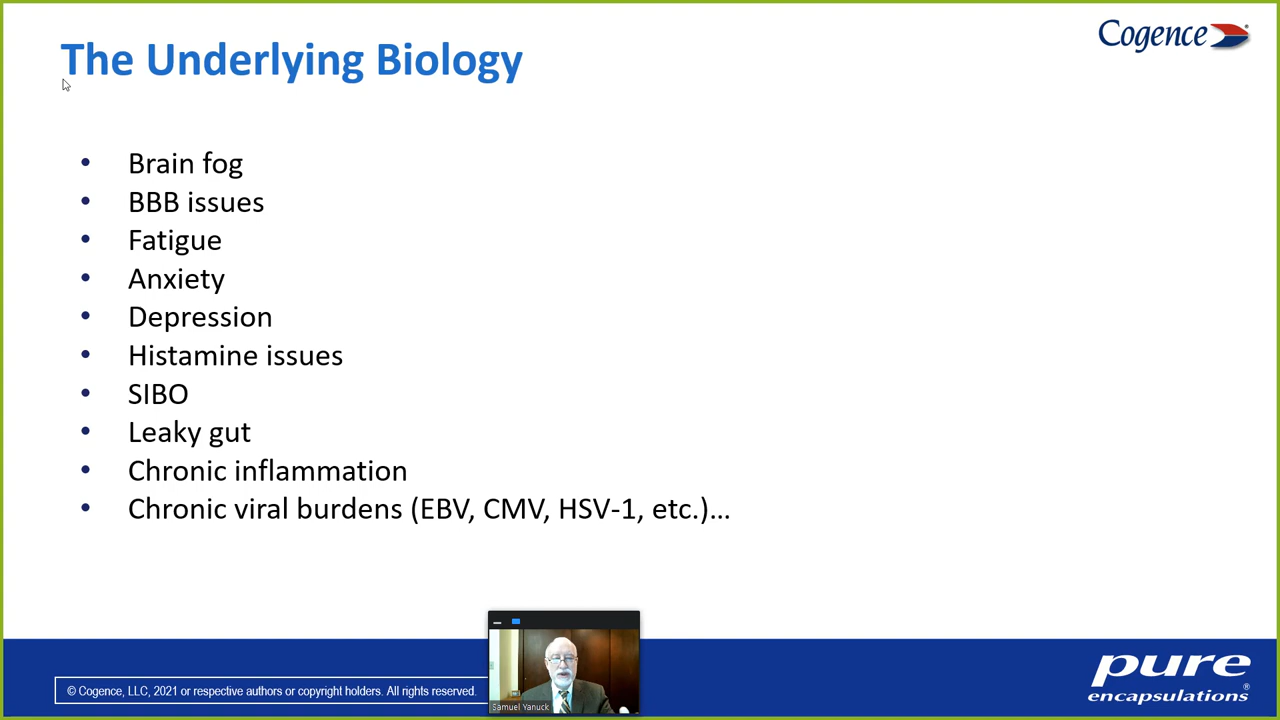 The Underlying Biology
Cogence
• Brain fog
• BBB issues
• Fatigue
• Anxiety
• Depression
• Histamine issues
• SIBO
• Leaky gut
• Chronic inflammation
• Chronic viral burdens (EBV, CMV, HSV-1, etc.)…
© Cogence, LLC, 2021 or respective authors or copyright holders. All rights reserved.
Samuel Yanuck
pure
encapsulations®